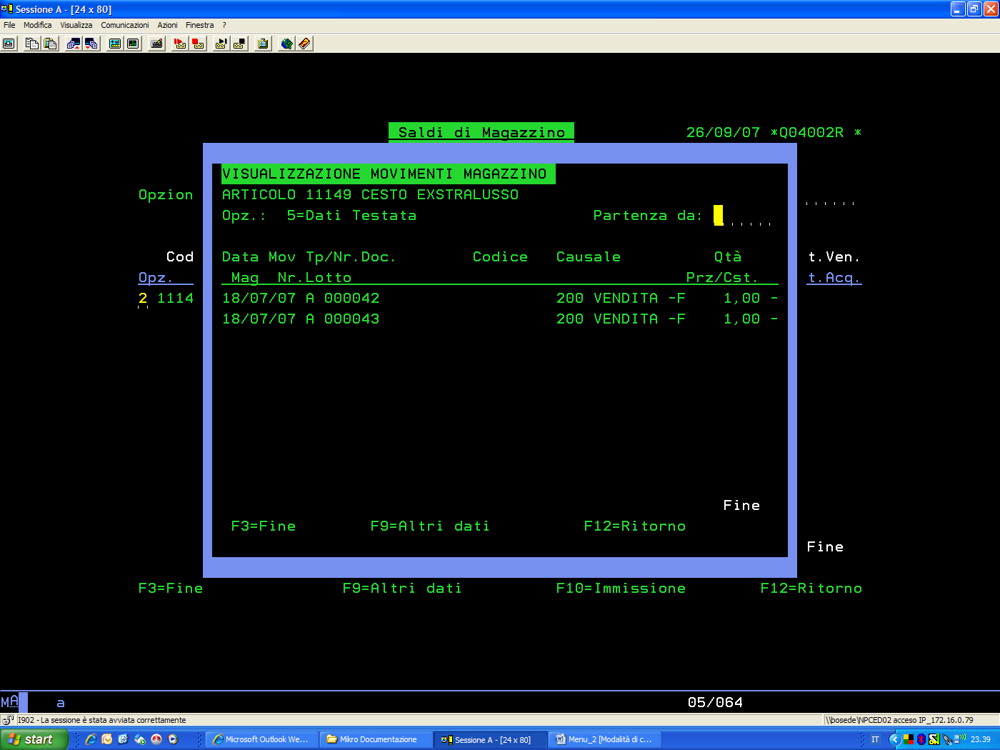 Sessione A - [24 x 80]
File Modifica Visualizza Comunicazioni Azioni Finestra ?
Saldi di Magazzino 26/09/07 *Q04002R *
VISUALIZZAZIONE MOVIMENTI MAGAZZINO
Opzion ARTICOLO 11149 CESTO EXSTRALUSSO
Opz.: 5=Dati Testata Partenza da:
Cod Data Mov Tp/Nr.Doc. Codice Causale Qtà t.Ven.
Opz. Mag Nr.Lotto Prz/Cst. t.Acq.
2 1114 18/07/07 A 000042 200 VENDITA -F 1,00 -
18/07/07 A 000043 200 VENDITA -F 1,00 -
Fine
F3=Fine F9=Altri dati F12=Ritorno
Fine
F3=Fine F9=Altri dati F10=Immissione F12=Ritorno
MA a 05/064
I902 - La sessione è stata avviata correttamente \\bosede\NPCED02 acceso IP_172.16.0.79
start Microsoft Outlook We... Mikro Documentazione Sessione A - [24 x 80] Menu_2 [Modalità di c... IT 23.39